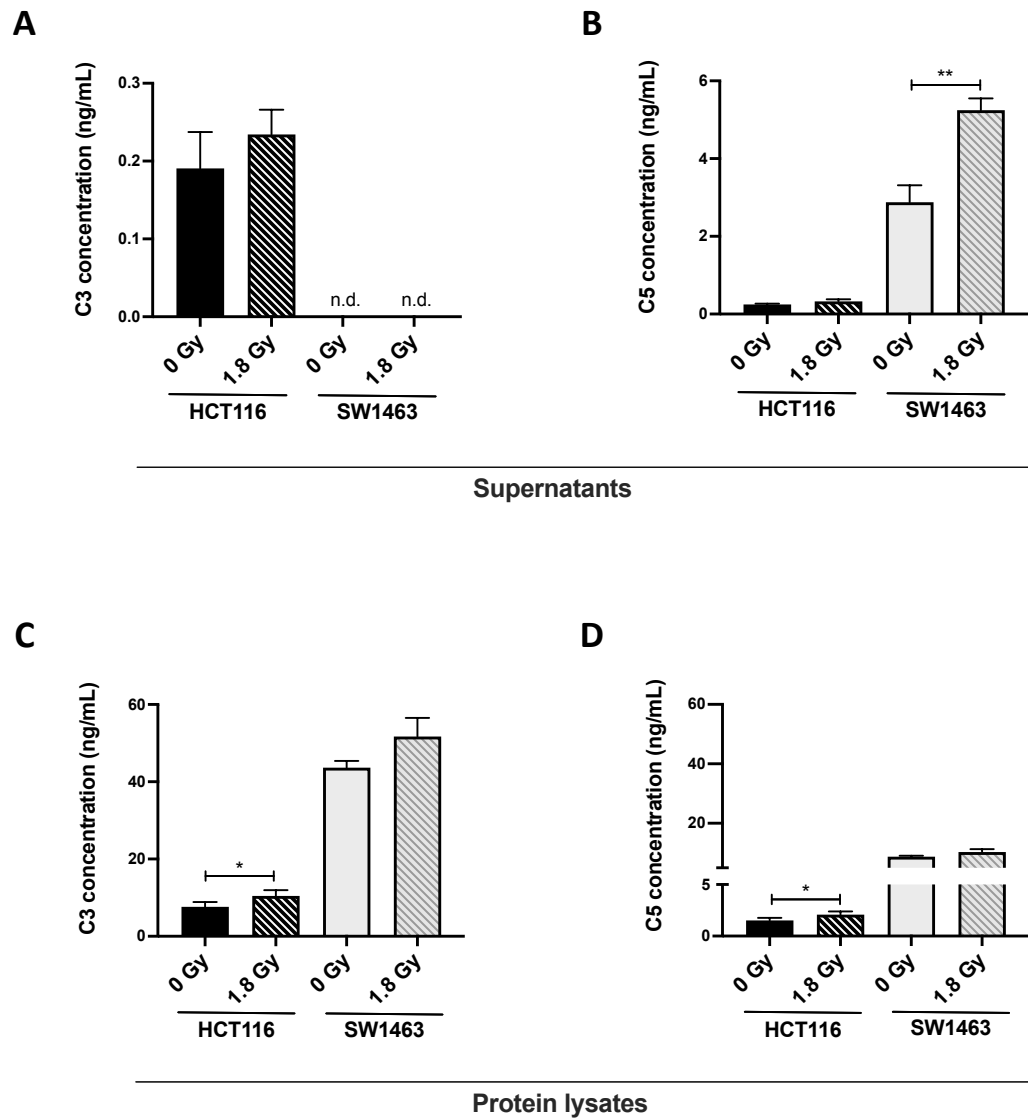 A
C3 concentration (ng/mL)
0.3
0.2
0.1
0.0
n.d.
n.d.
0 Gy
1.8 Gy
0 Gy
1.8 Gy
HCT116
SW1463
B
C5 concentration (ng/mL)
6
4
2
0
**
0 Gy
1.8 Gy
0 Gy
1.8 Gy
HCT116
SW1463
Supernatants
C
C3 concentration (ng/mL)
60
40
20
0
*
0 Gy
1.8 Gy
0 Gy
1.8 Gy
HCT116
SW1463
D
C5 concentration (ng/mL)
60
40
20
5
0
*
0 Gy
1.8 Gy
0 Gy
1.8 Gy
HCT116
SW1463
Protein lysates